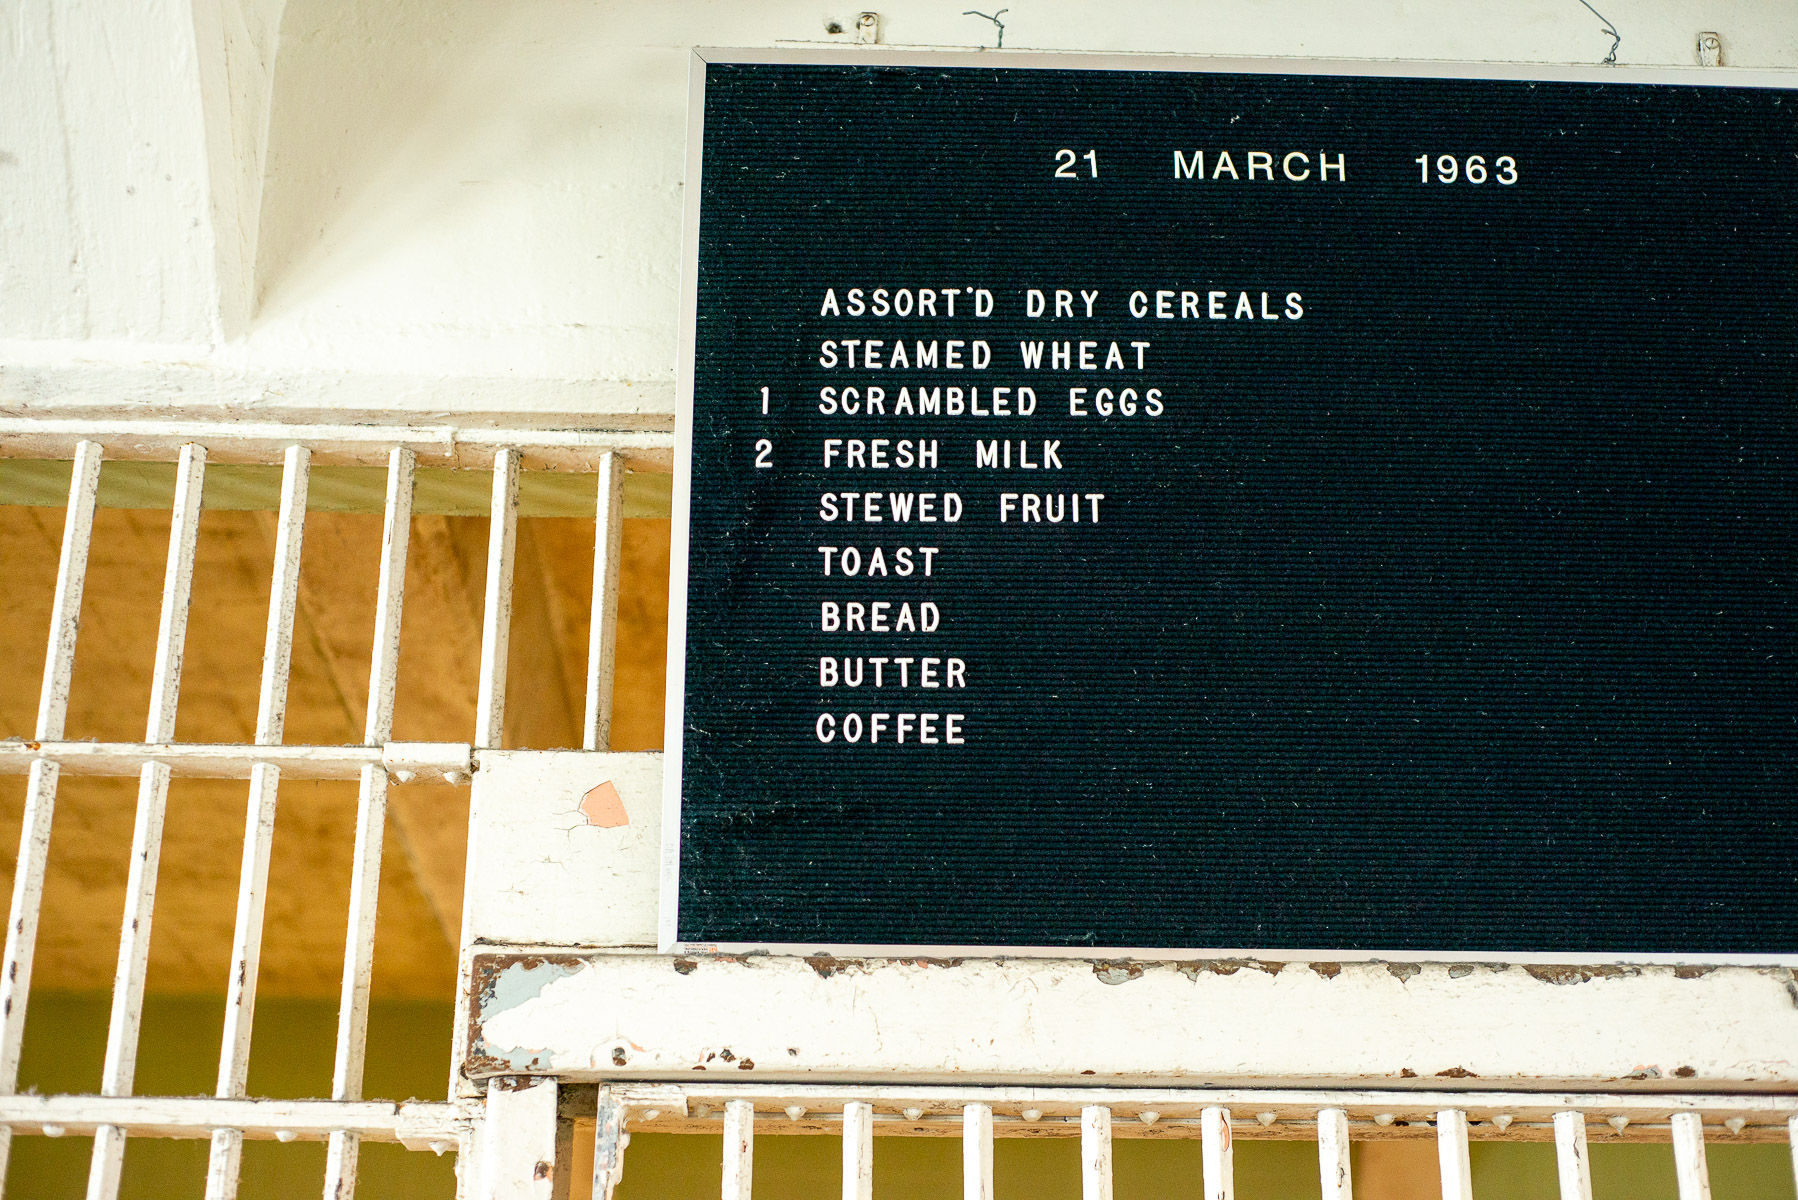 21 MARCH 1963
ASSORT'D DRY CEREALS
STEAMED WHEAT
1 SCRAMBLED EGGS
2 FRESH MILK
STEWED FRUIT
TOAST
BREAD
BUTTER
COFFEE